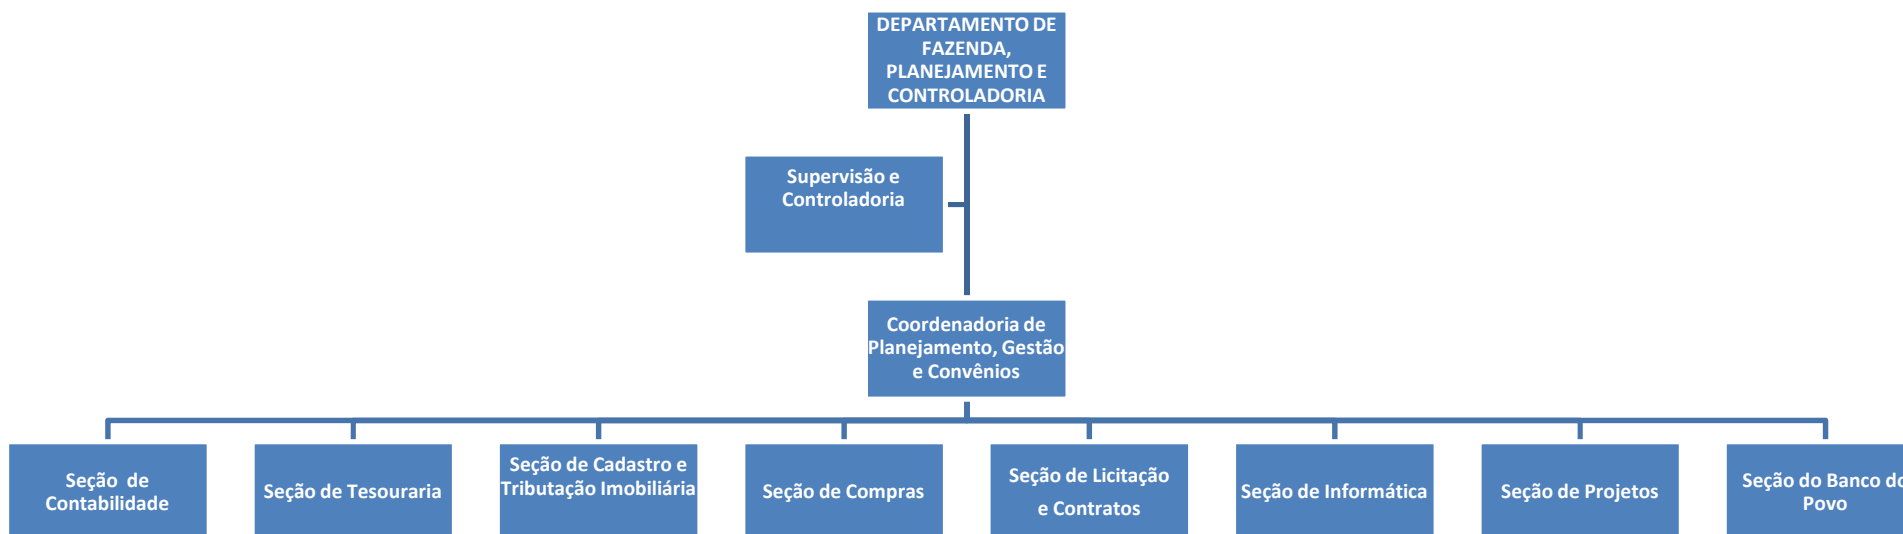 DEPARTAMENTO DE
FAZENDA,
PLANEJAMENTO E
CONTROLADORIA
Supervisão e
Controladoria
Coordenadoria de
Planejamento, Gestão
e Convênios
Seção de
Contabilidade
Seção de Tesouraria
Seção de Cadastro e
Tributação Imobiliária
Seção de Compras
Seção de Licitação
e Contratos
Seção de Informática
Seção de Projetos
Seção do Banco do
Povo